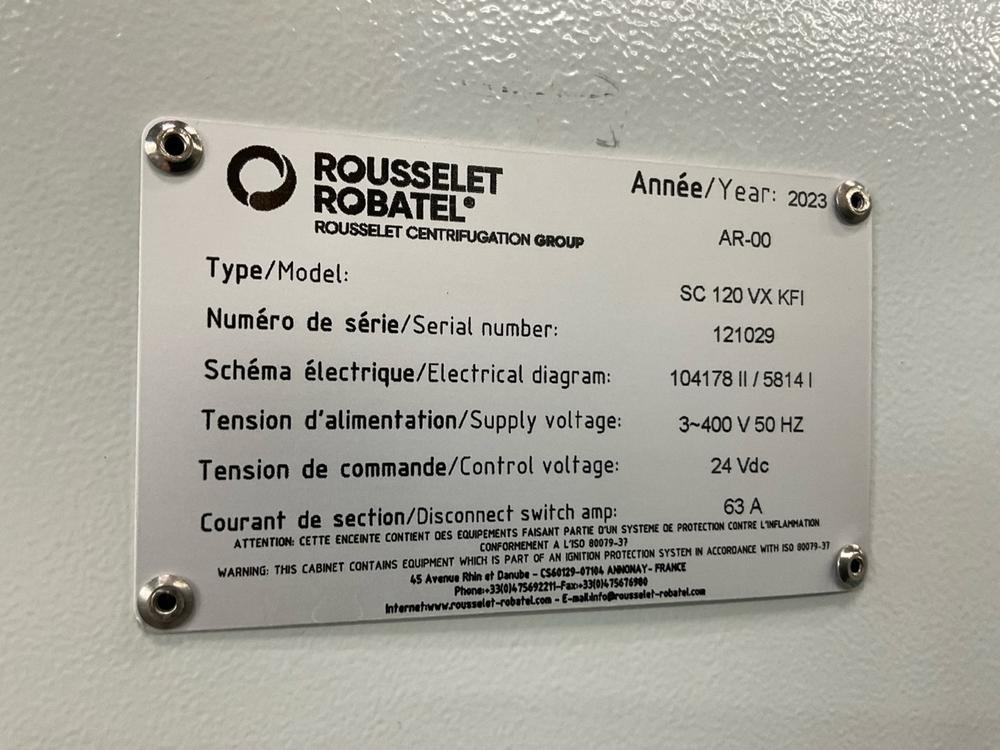 ROUSSELET
ROBATEL®
ROUSSELET CENTRIFUGATION GROUP
Année/Year: 2023
AR-00
Type/Model: SC 120 VX KFI
Numéro de série/Serial number: 121029
Schéma électrique/Electrical diagram: 104178 II / 5814 I
Tension d'alimentation/Supply voltage: 3~400 V 50 HZ
Tension de commande/Control voltage: 24 Vdc
Courant de section/Disconnect switch amp: 63 A
ATTENTION: CETTE ENCEINTE CONTIENT DES EQUIPEMENTS FAISANT PARTIE D'UN SYSTEME DE PROTECTION CONTRE L'INFLAMMATION
CONFORMEMENT A L'ISO 80079-37
WARNING: THIS CABINET CONTAINS EQUIPMENT WHICH IS PART OF AN IGNITION PROTECTION SYSTEM IN ACCORDANCE WITH ISO 80079-37
45 Avenue Rhin et Danube - CS60129-07104 ANNONAY- FRANCE
Phone:+33(0)475692211-Fax:+33(0)475676980
Internet:www.rousselet-robatel.com - E-mail:info@rousselet-robatel.com